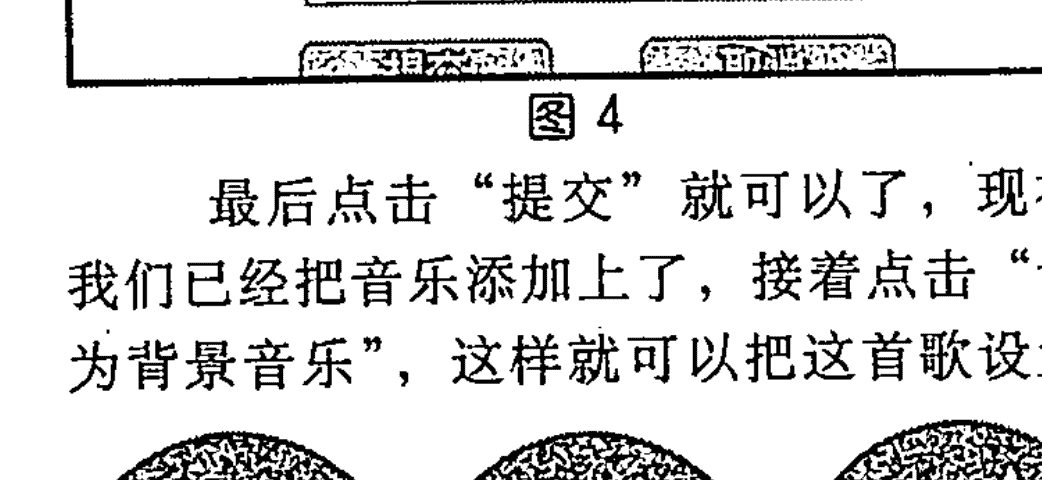 图 4
最后点击“提交”就可以了，现
我们已经把音乐添加上了，接着点击“
为背景音乐”，这样就可以把这首歌设